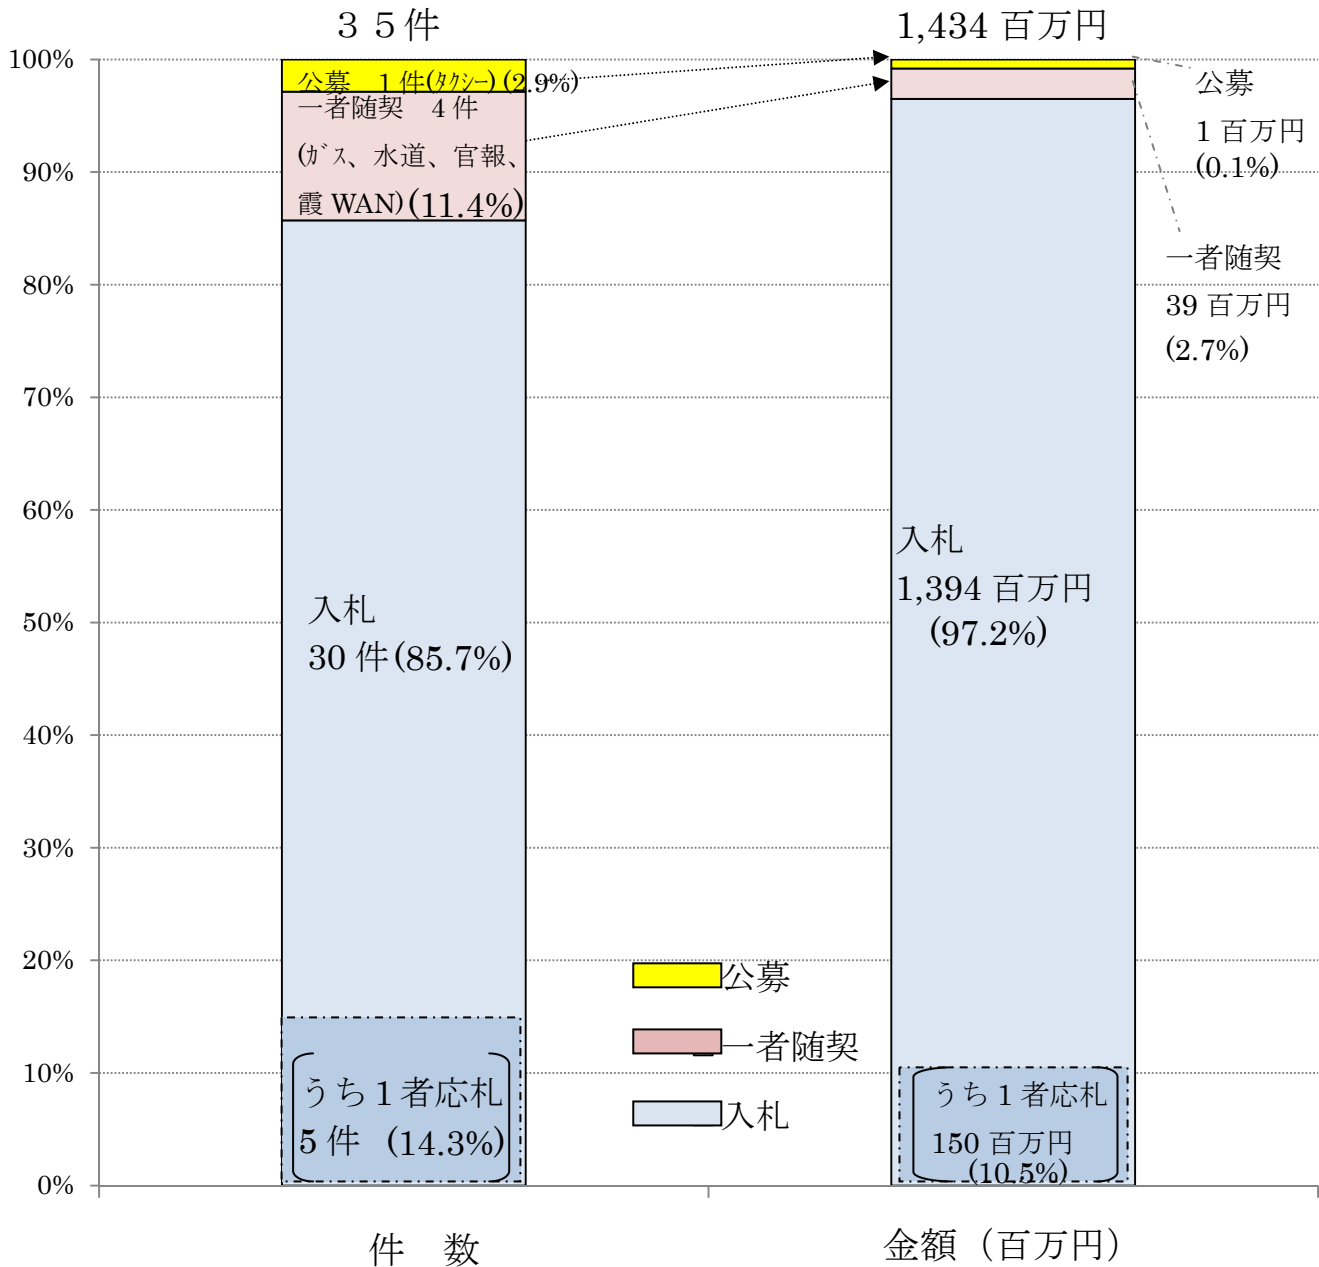 ３５件
1,434 百万円
100%
90%
80%
70%
60%
50%
40%
30%
20%
10%
0%
公募　1 件(ﾀｸｼｰ) (2.9%)
一者随契　4 件
(ｶﾞｽ、水道、官報、
霞 WAN)(11.4%)
入札
30 件(85.7%)
うち１者応札
5 件 (14.3%)
公募
一者随契
入札
入札
1,394 百万円
(97.2%)
うち１者応札
150 百万円
(10.5%)
公募
1 百万円
(0.1%)
一者随契
39 百万円
(2.7%)
件　数
金額（百万円）